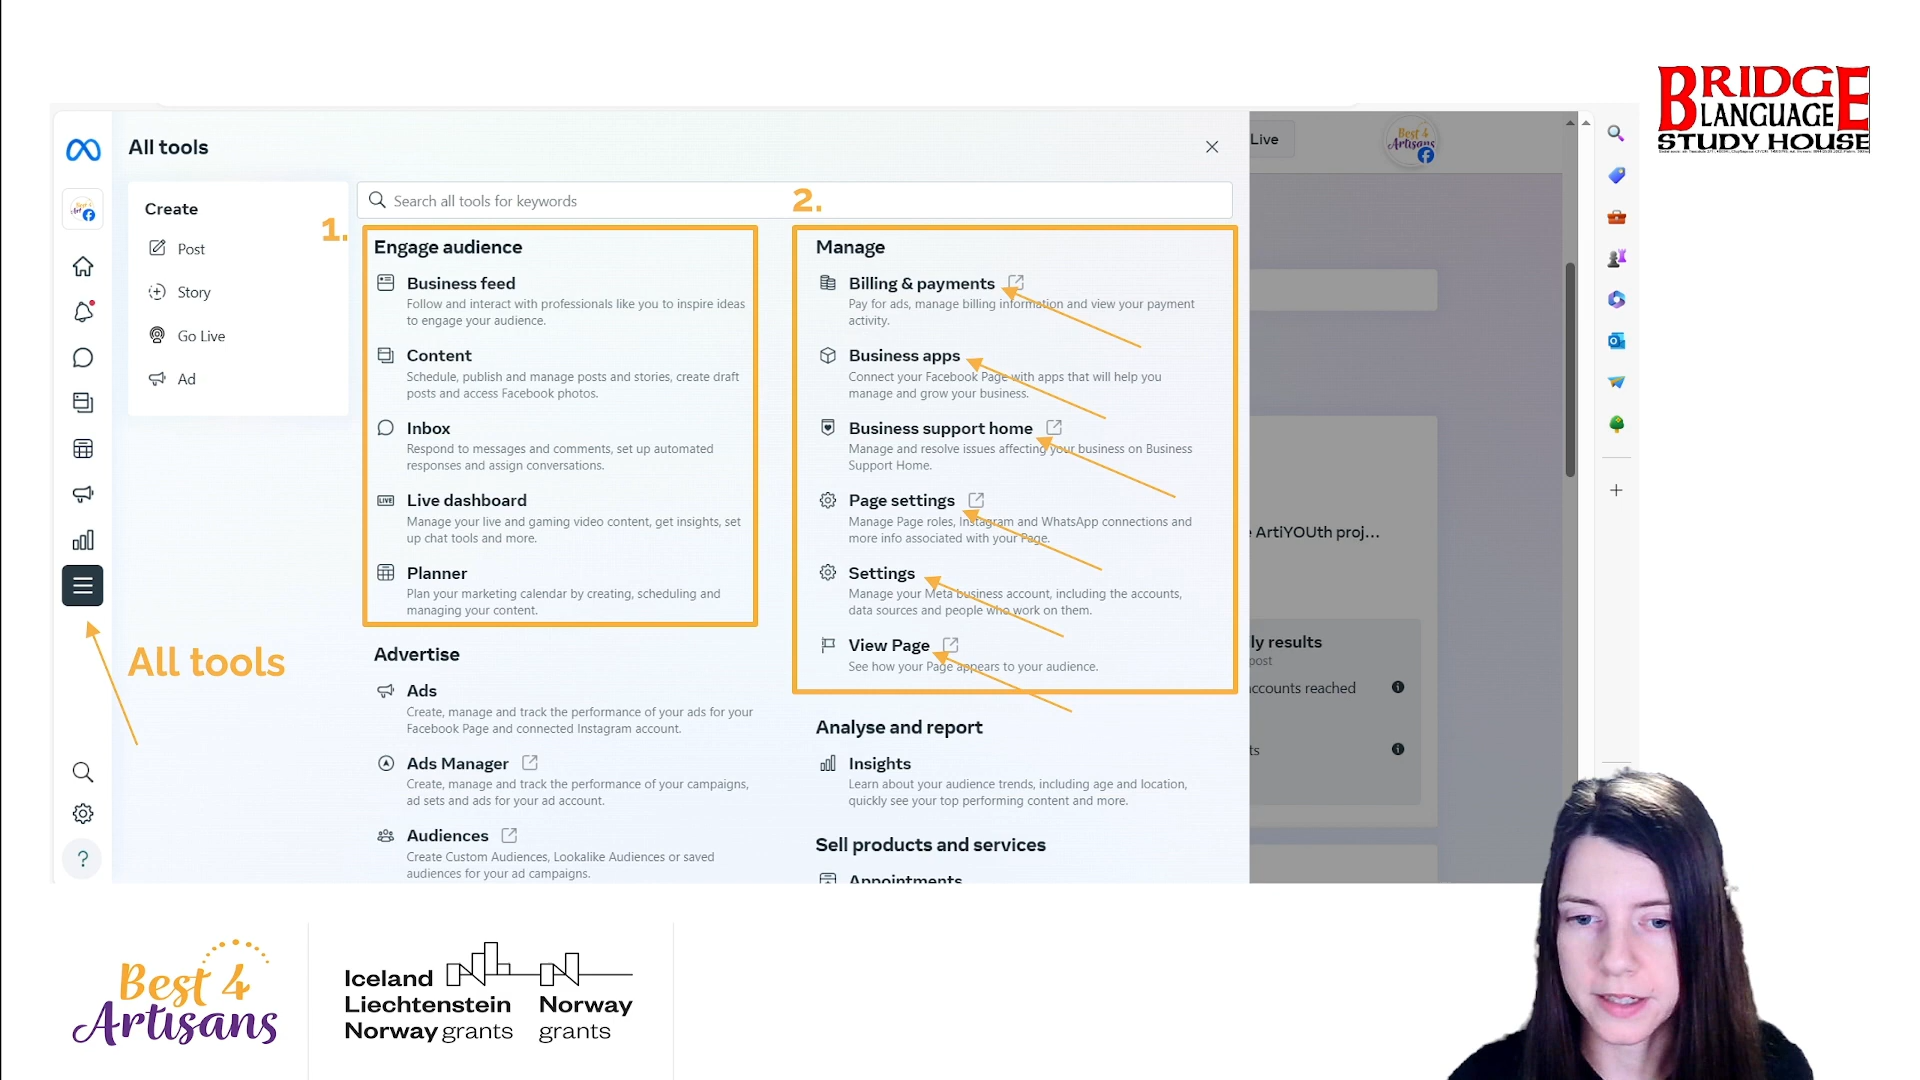 BRIDGE
LANGUAGE
STUDY HOUSE
All tools
Live
Best 4
Artisans
Create
Post
Story
Go Live
Ad
Search all tools for keywords
1.
Engage audience
Business feed
Follow and interact with professionals like you to inspire ideas
to engage your audience.
Content
Schedule, publish and manage posts and stories, create draft
posts and access Facebook photos.
Inbox
Respond to messages and comments, set up automated
responses and assign conversations.
Live dashboard
Manage your live and gaming video content, get insights, set
up chat tools and more.
Planner
Plan your marketing calendar by creating, scheduling and
managing your content.
Advertise
Ads
Create, manage and track the performance of your ads for your
Facebook Page and connected Instagram account.
Ads Manager
Create, manage and track the performance of your campaigns,
ad sets and ads for your ad account.
Audiences
Create Custom Audiences, Lookalike Audiences or saved
audiences for your ad campaigns.
2.
Manage
Billing & payments
Pay for ads, manage billing information and view your payment
activity.
Business apps
Connect your Facebook Page with apps that will help you
manage and grow your business.
Business support home
Manage and resolve issues affecting your business on Business
Support Home.
Page settings
Manage Page roles, Instagram and WhatsApp connections and
more info associated with your Page.
Settings
Manage your Meta business account, including the accounts,
data sources and people who work on them.
View Page
See how your Page appears to your audience.
Analyse and report
Insights
Learn about your audience trends, including age and location,
quickly see your top performing content and more.
Sell products and services
Appointments
e ArtiYOUth proj...
ly results
post
accounts reached
ts
All tools
LIVE
?
Best 4
Artisans
Iceland
Liechtenstein
Norway grants
Norway
grants